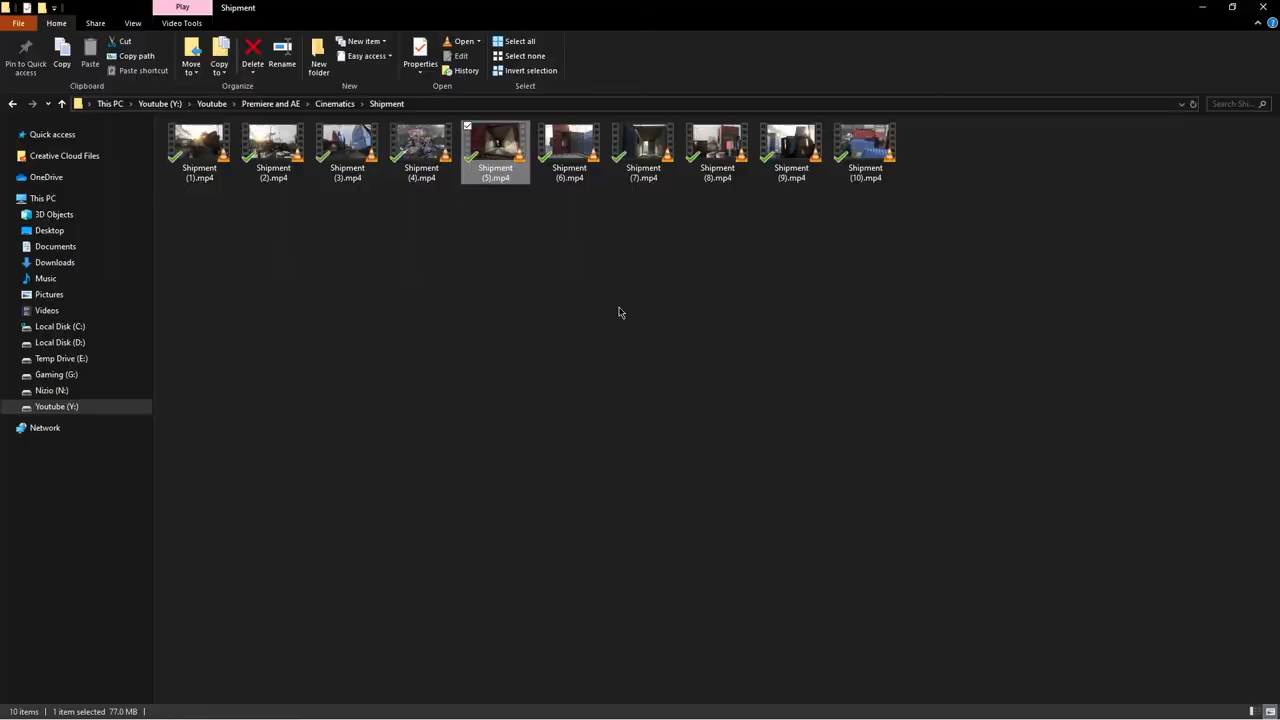 Play
Shipment
File
Home
Share
View
Video Tools
Pin to Quick
access
Copy
Paste
Cut
Copy path
Paste shortcut
Clipboard
Move
to
Copy
to
Delete
Rename
Organize
New
folder
New item
Easy access
New
Properties
Open
Edit
History
Open
Select all
Select none
Invert selection
Select
This PC
Youtube (Y:)
Youtube
Premiere and AE
Cinematics
Shipment
Search Shi...
Quick access
Creative Cloud Files
OneDrive
This PC
3D Objects
Desktop
Documents
Downloads
Music
Pictures
Videos
Local Disk (C:)
Local Disk (D:)
Temp Drive (E:)
Gaming (G:)
Nizio (N:)
Youtube (Y:)
Network
Shipment
(1).mp4
Shipment
(2).mp4
Shipment
(3).mp4
Shipment
(4).mp4
Shipment
(5).mp4
Shipment
(6).mp4
Shipment
(7).mp4
Shipment
(8).mp4
Shipment
(9).mp4
Shipment
(10).mp4
10 items
1 item selected 77.0 MB